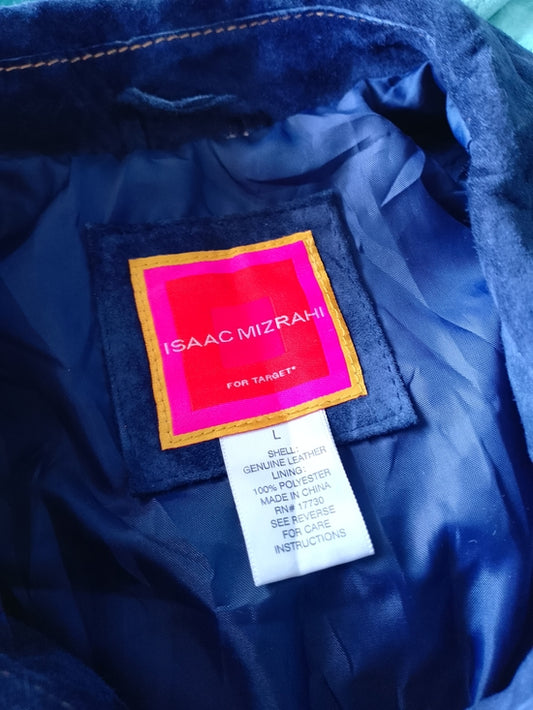 ISAAC MIZRAHI
FOR TARGET®
L
SHELL:
GENUINE LEATHER
LINING:
100% POLYESTER
MADE IN CHINA
RN# 17730
SEE REVERSE
FOR CARE
INSTRUCTIONS